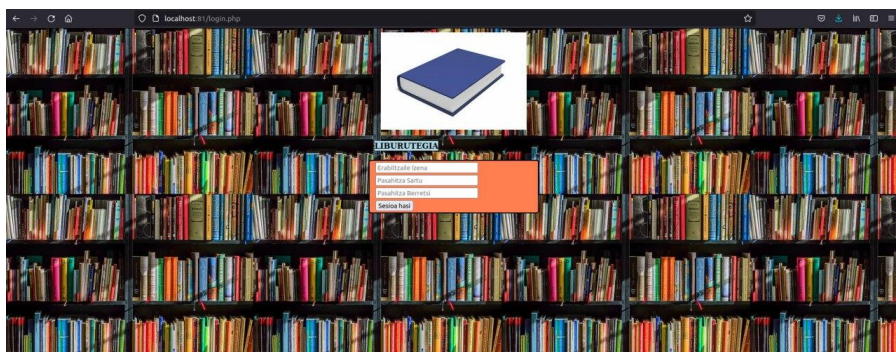 localhost:81/login.php
LIBURUTEGIA
Erabiltzaile Izena
Pasahitza Sartu
Pasahitza Berretsi
Sesioa hasi